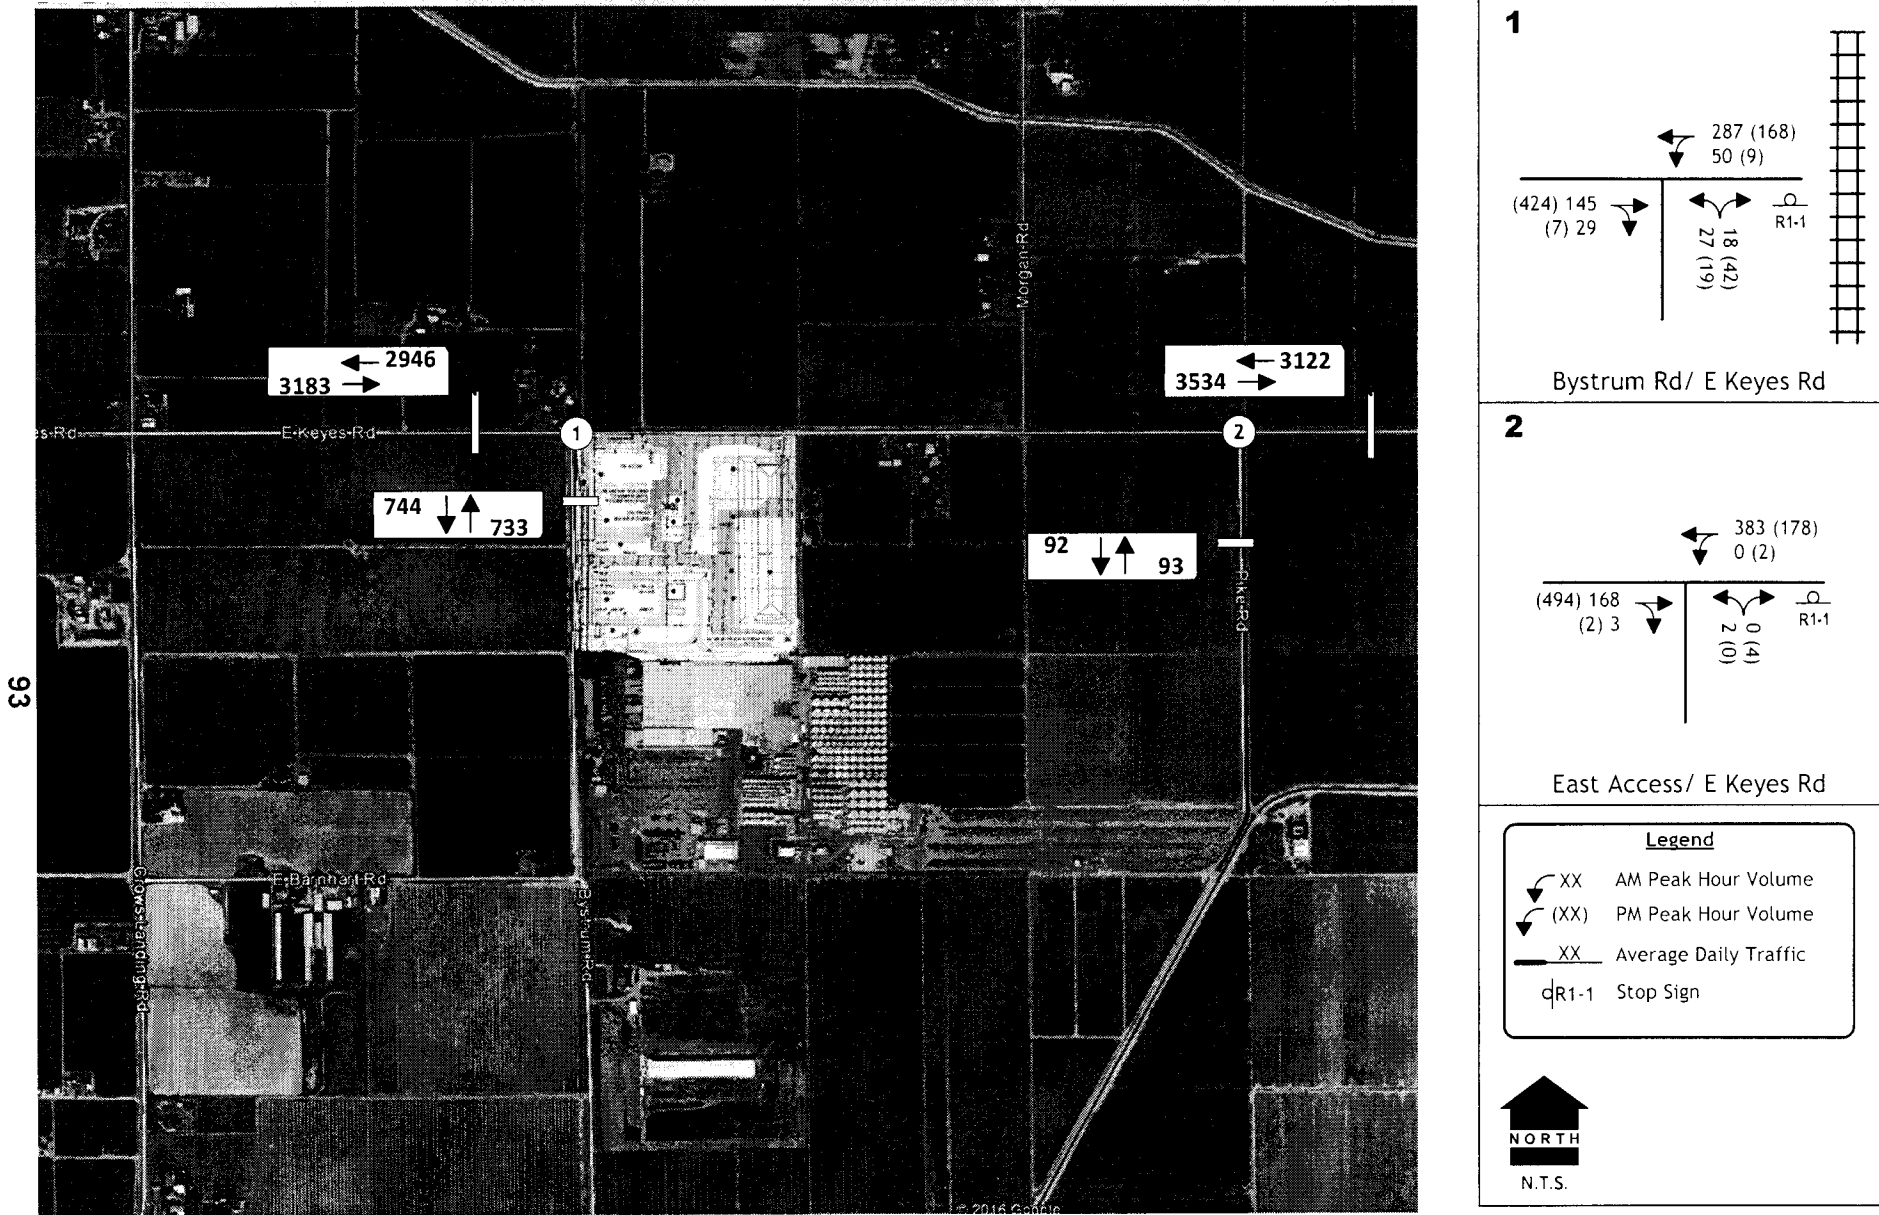 Morgan Rd
← 2946
3183 →
← 3122
3534 →
es Rd
E Keyes Rd
1
2
744 ↓ ↑ 733
92 ↓ ↑ 93
E Barnhart Rd
Crows Landing Rd
Bystrum Rd
© 2016 Google
93
1
287 (168)
50 (9)
(424) 145
(7) 29
18 (42)
27 (19)
R1-1
Bystrum Rd/ E Keyes Rd
2
383 (178)
0 (2)
(494) 168
(2) 3
0 (4)
2 (0)
R1-1
East Access/ E Keyes Rd
Legend
XX AM Peak Hour Volume
(XX) PM Peak Hour Volume
XX Average Daily Traffic
R1-1 Stop Sign
NORTH
N.T.S.